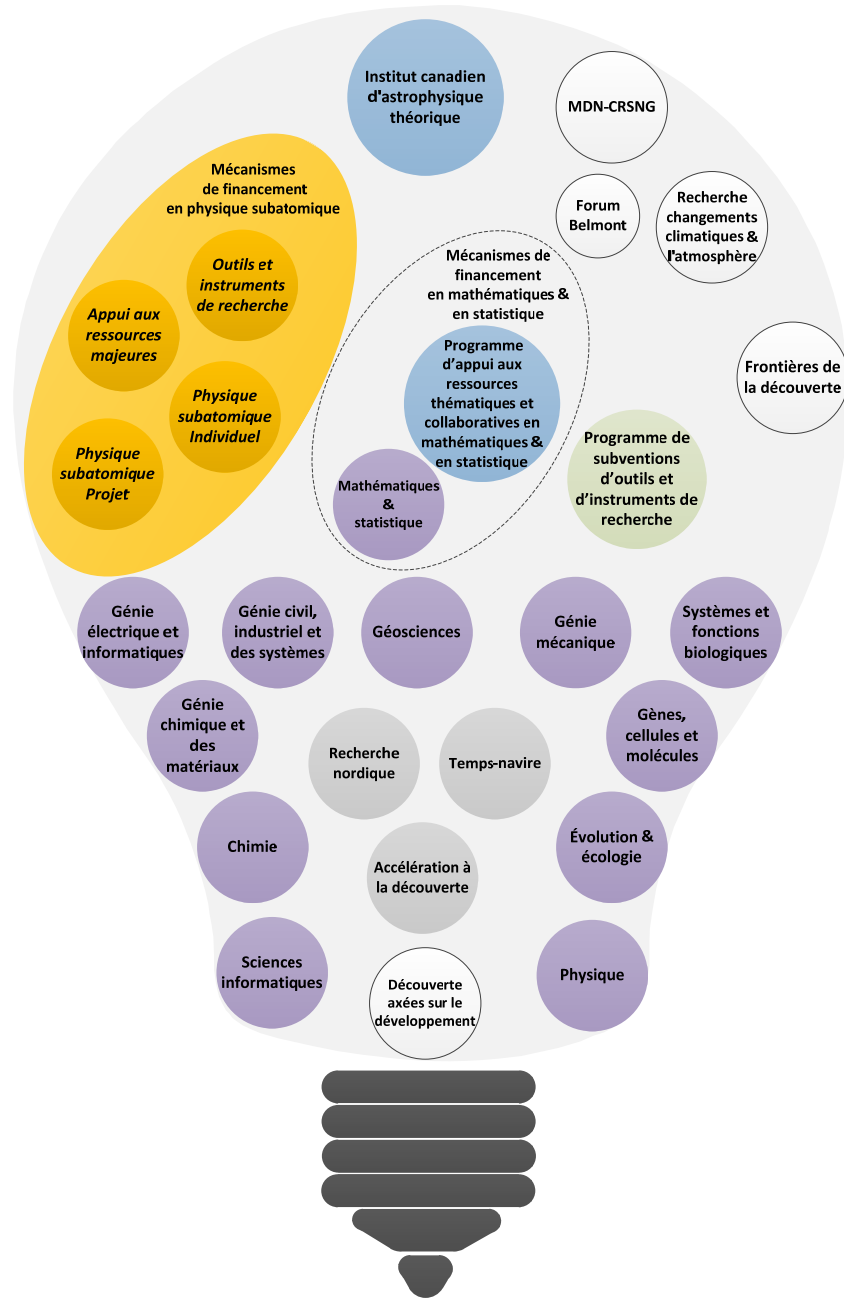 Institut canadien
d'astrophysique
théorique
MDN-CRSNG
Mécanismes
de financement
en physique subatomique
Forum
Belmont
Recherche
changements
climatiques &
l'atmosphère
Outils et
instruments
de recherche
Mécanismes de
financement
en mathématiques &
en statistique
Appui aux
ressources
majeures
Programme
d’appui aux
ressources
thématiques et
collaboratives en
mathématiques &
en statistique
Frontières de
la découverte
Physique
subatomique
Individuel
Physique
subatomique
Projet
Programme de
subventions
d’outils et
d’instruments de
recherche
Mathématiques
&
statistique
Génie
électrique et
informatiques
Génie civil,
industriel et
des systèmes
Géosciences
Génie
mécanique
Systèmes et
fonctions
biologiques
Génie
chimique et
des
matériaux
Recherche
nordique
Temps-navire
Gènes,
cellules et
molécules
Chimie
Accélération à
la découverte
Évolution &
écologie
Sciences
informatiques
Découverte
axées sur le
développement
Physique